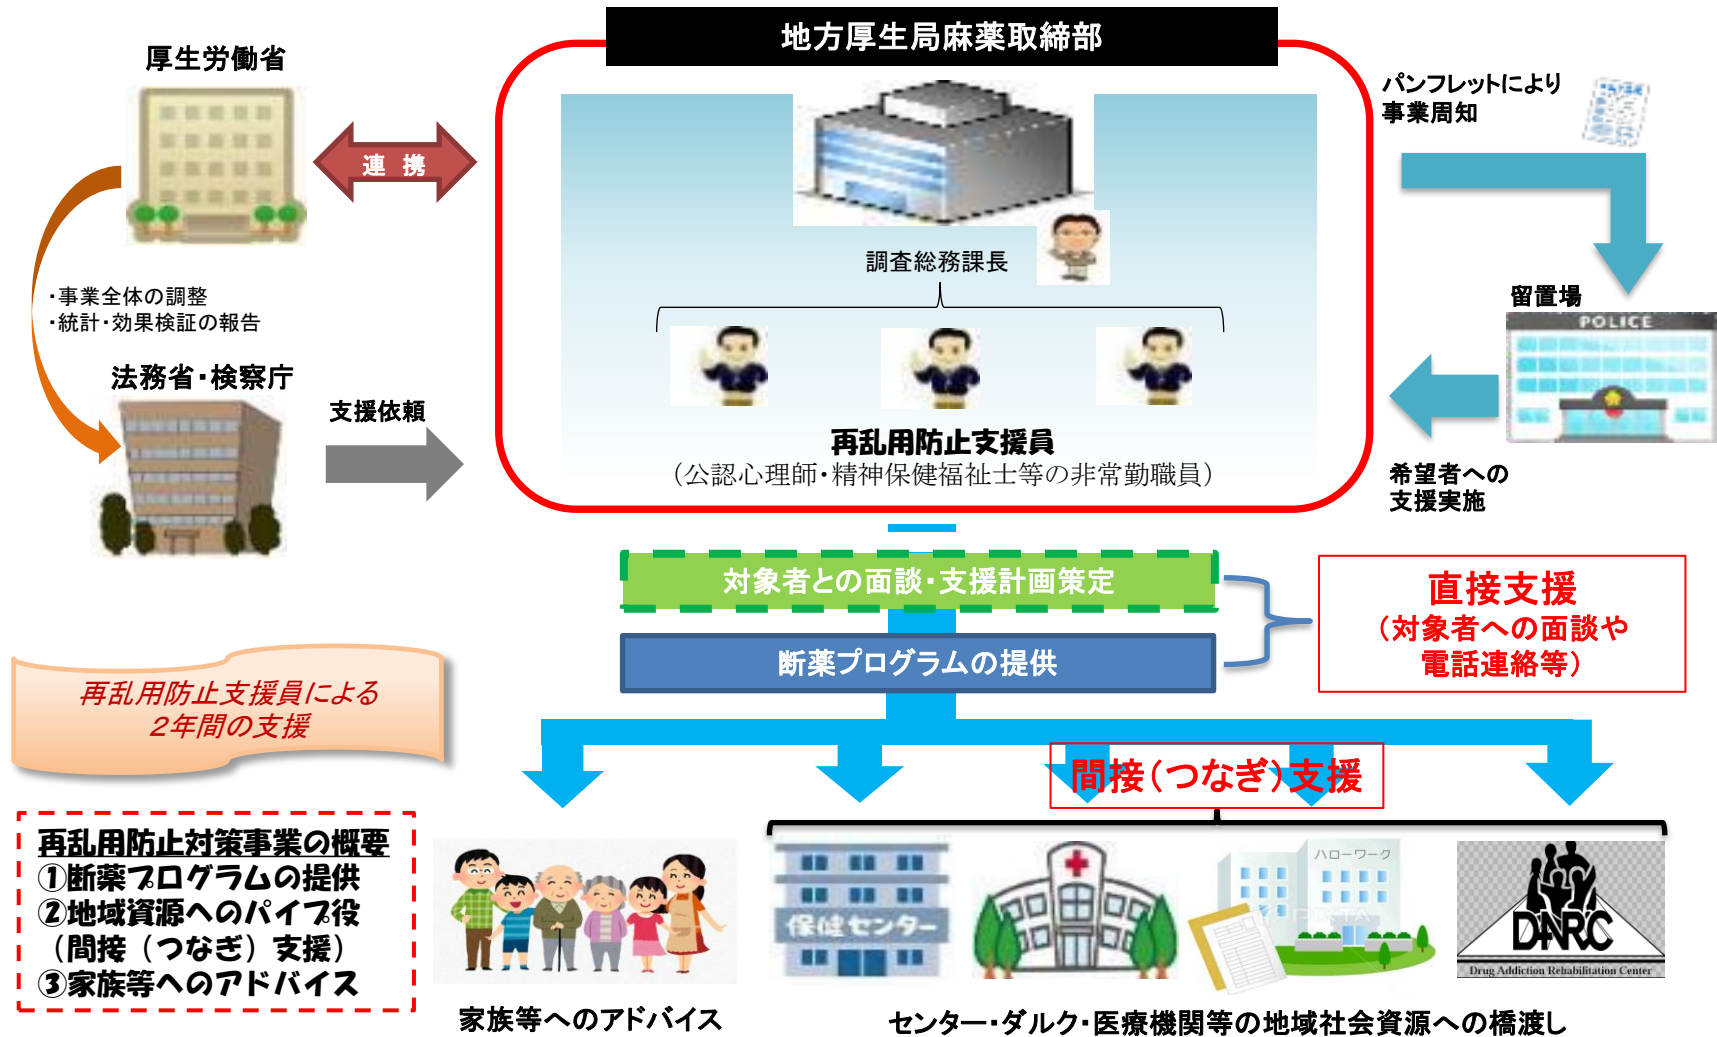 地方厚生局麻薬取締部
厚生労働省
連 携
パンフレットにより
事業周知
調査総務課長
・事業全体の調整
・統計・効果検証の報告
留置場
POLICE
法務省・検察庁
支援依頼
再乱用防止支援員
（公認心理師・精神保健福祉士等の非常勤職員）
希望者への
支援実施
対象者との面談・支援計画策定
断薬プログラムの提供
直接支援
（対象者への面談や
電話連絡等）
再乱用防止支援員による
２年間の支援
間接（つなぎ）支援
再乱用防止対策事業の概要
①断薬プログラムの提供
②地域資源へのパイプ役
（間接（つなぎ）支援）
③家族等へのアドバイス
保健センター
ハローワーク
PIXTA
DARC
Drug Addiction Rehabilitation Center
家族等へのアドバイス
センター・ダルク・医療機関等の地域社会資源への橋渡し